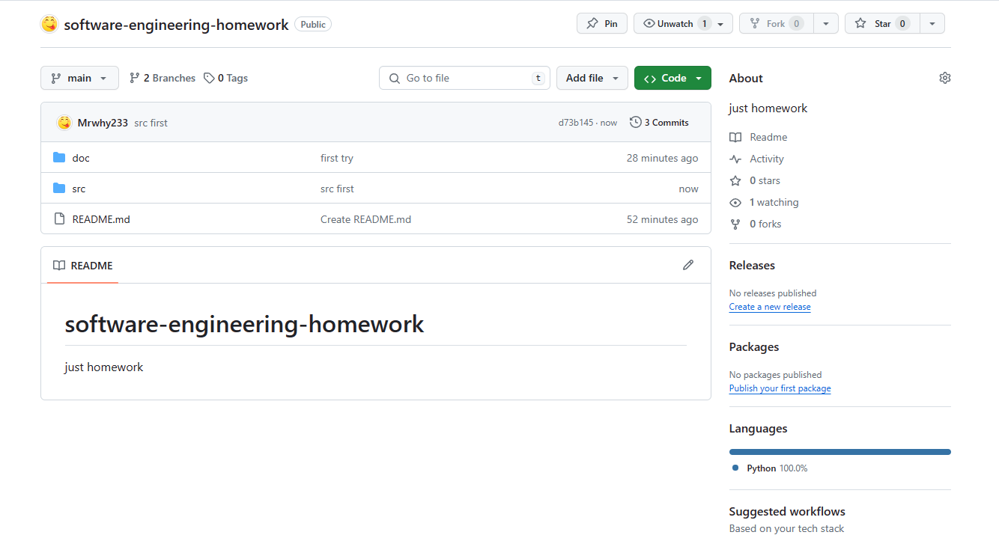 software-engineering-homework Public Pin Unwatch 1 Fork 0 Star 0
main 2 Branches 0 Tags Go to file t Add file Code
Mrwhy233 src first d73b145 · now 3 Commits
doc first try 28 minutes ago
src src first now
README.md Create README.md 52 minutes ago
README
software-engineering-homework
just homework
About
just homework
Readme
Activity
0 stars
1 watching
0 forks
Releases
No releases published
Create a new release
Packages
No packages published
Publish your first package
Languages
Python 100.0%
Suggested workflows
Based on your tech stack